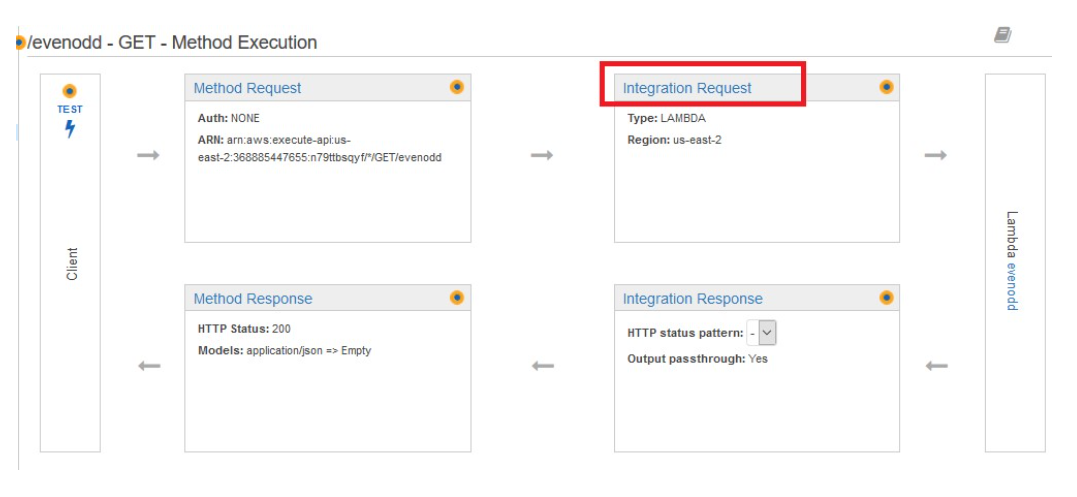 /evenodd - GET - Method Execution
TEST
Client
Method Request
Auth: NONE
ARN: arn:aws:execute-api:us-
east-2:368885447655:n79ttbsqyf/*/GET/evenodd
Integration Request
Type: LAMBDA
Region: us-east-2
Lambda evenodd
Method Response
HTTP Status: 200
Models: application/json => Empty
Integration Response
HTTP status pattern: -
Output passthrough: Yes